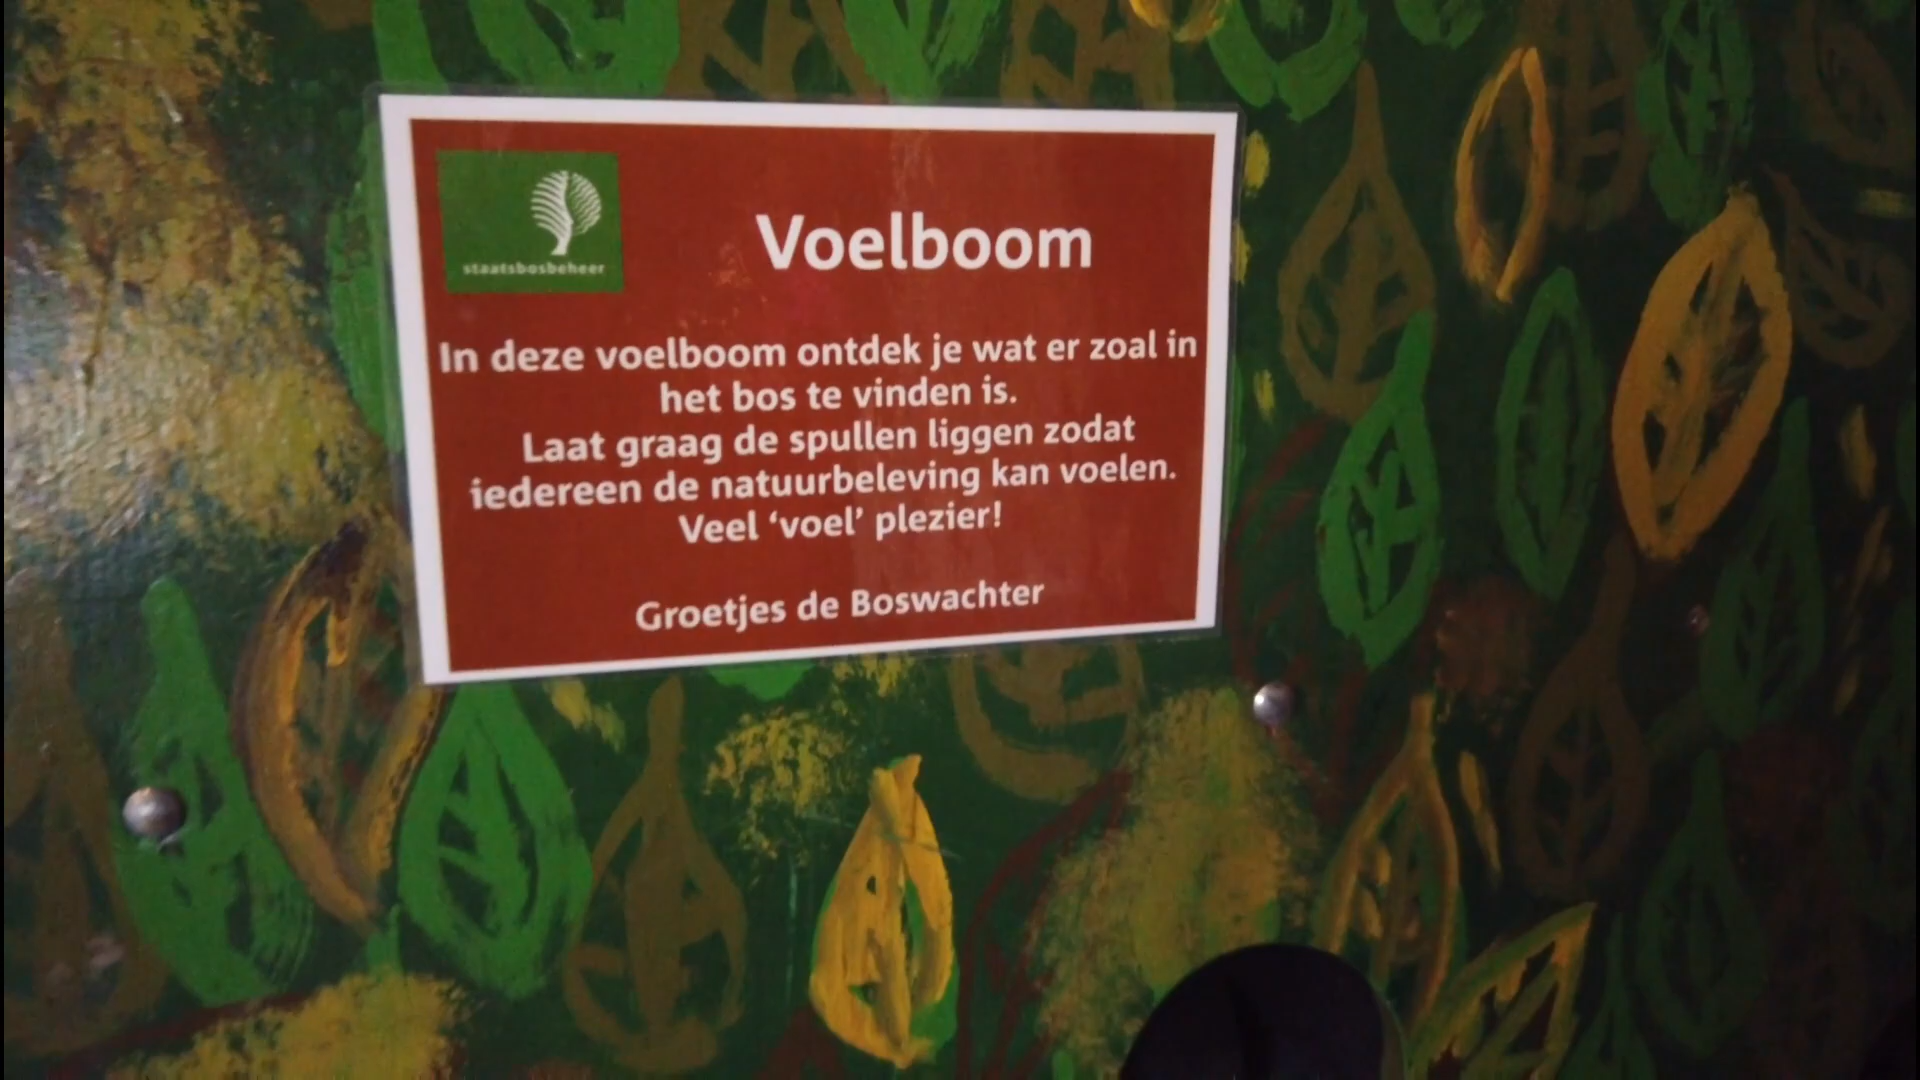 staatsbosbeheer
Voelboom
In deze voelboom ontdek je wat er zoal in
het bos te vinden is.
Laat graag de spullen liggen zodat
iedereen de natuurbeleving kan voelen.
Veel ‘voel’ plezier!
Groetjes de Boswachter